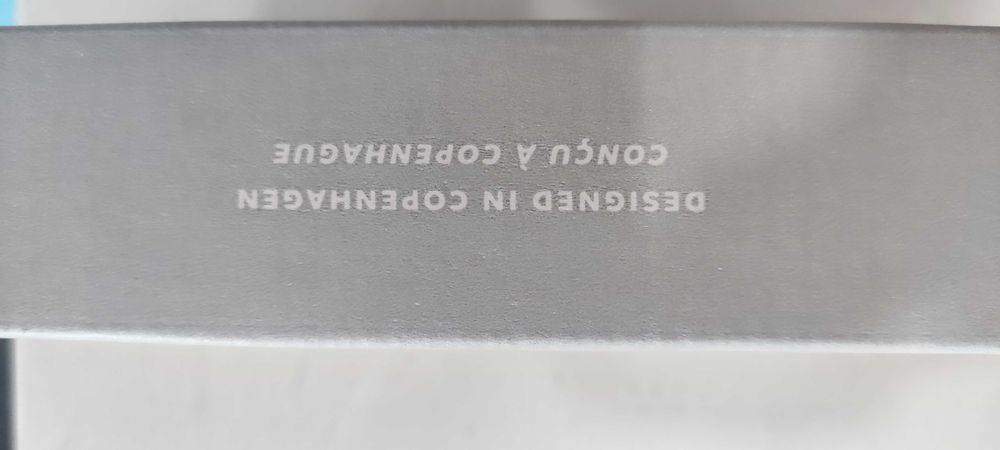 DESIGNED IN COPENHAGEN
CONÇU À COPENHAGUE